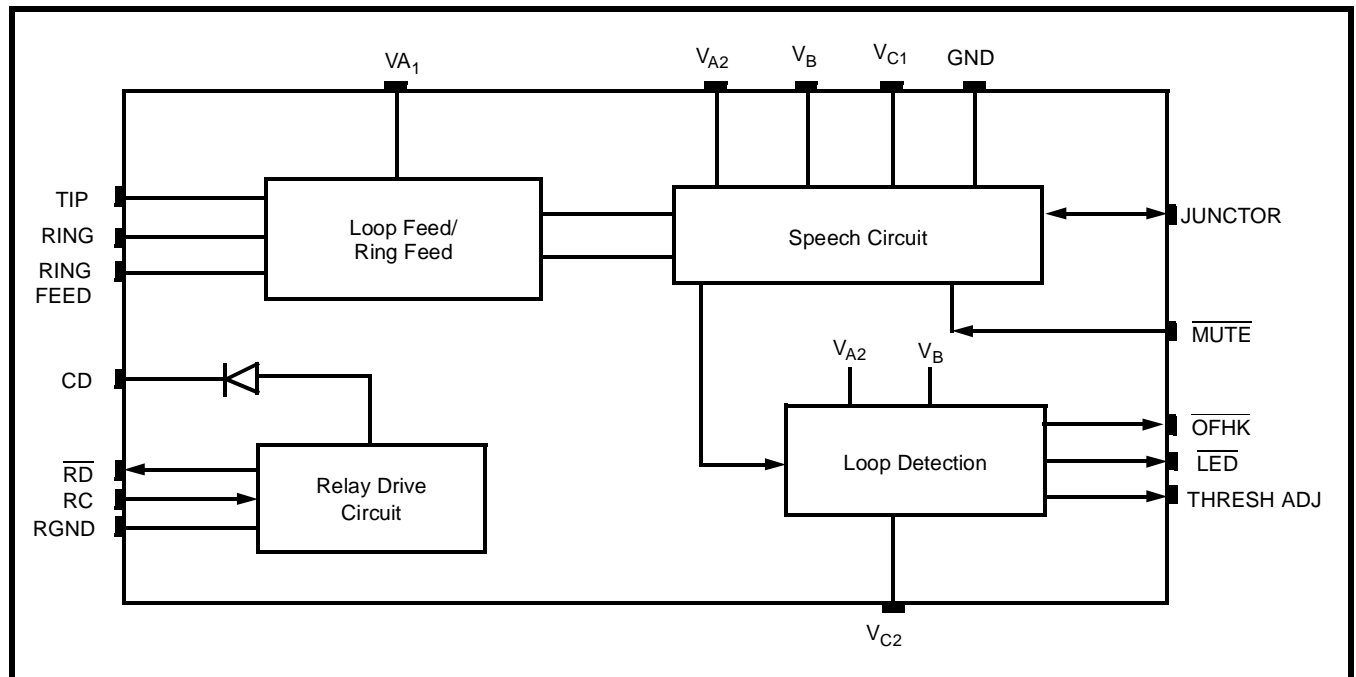 VA1
VA2
VB
VC1
GND
TIP
RING
RING
FEED
Loop Feed/
Ring Feed
Speech Circuit
JUNCTOR
MUTE
CD
VA2
VB
RD
RC
RGND
Relay Drive
Circuit
Loop Detection
OFHK
LED
THRESH ADJ
VC2